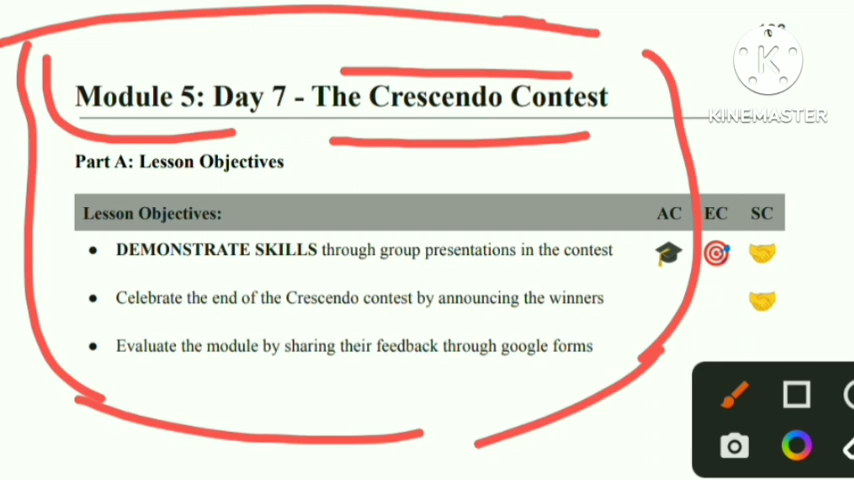 K
KINEMASTER
Module 5: Day 7 - The Crescendo Contest
Part A: Lesson Objectives
Lesson Objectives: AC EC SC
DEMONSTRATE SKILLS through group presentations in the contest
Celebrate the end of the Crescendo contest by announcing the winners
Evaluate the module by sharing their feedback through google forms